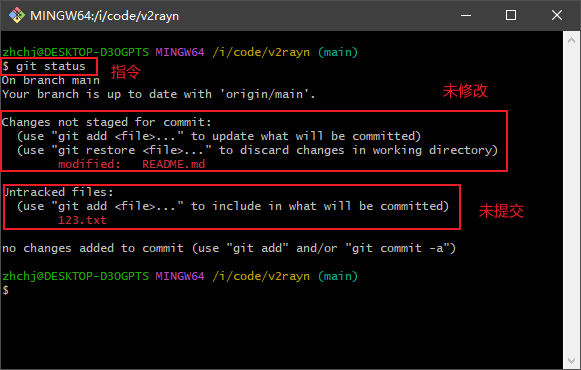 MINGW64:/i/code/v2rayn
zhchj@DESKTOP-D3OGPTS MINGW64 /i/code/v2rayn (main)
$ git status
指令
On branch main
Your branch is up to date with 'origin/main'.
未修改
Changes not staged for commit:
(use "git add <file>..." to update what will be committed)
(use "git restore <file>..." to discard changes in working directory)
modified: README.md
Untracked files:
(use "git add <file>..." to include in what will be committed)
123.txt
未提交
no changes added to commit (use "git add" and/or "git commit -a")
zhchj@DESKTOP-D3OGPTS MINGW64 /i/code/v2rayn (main)
$